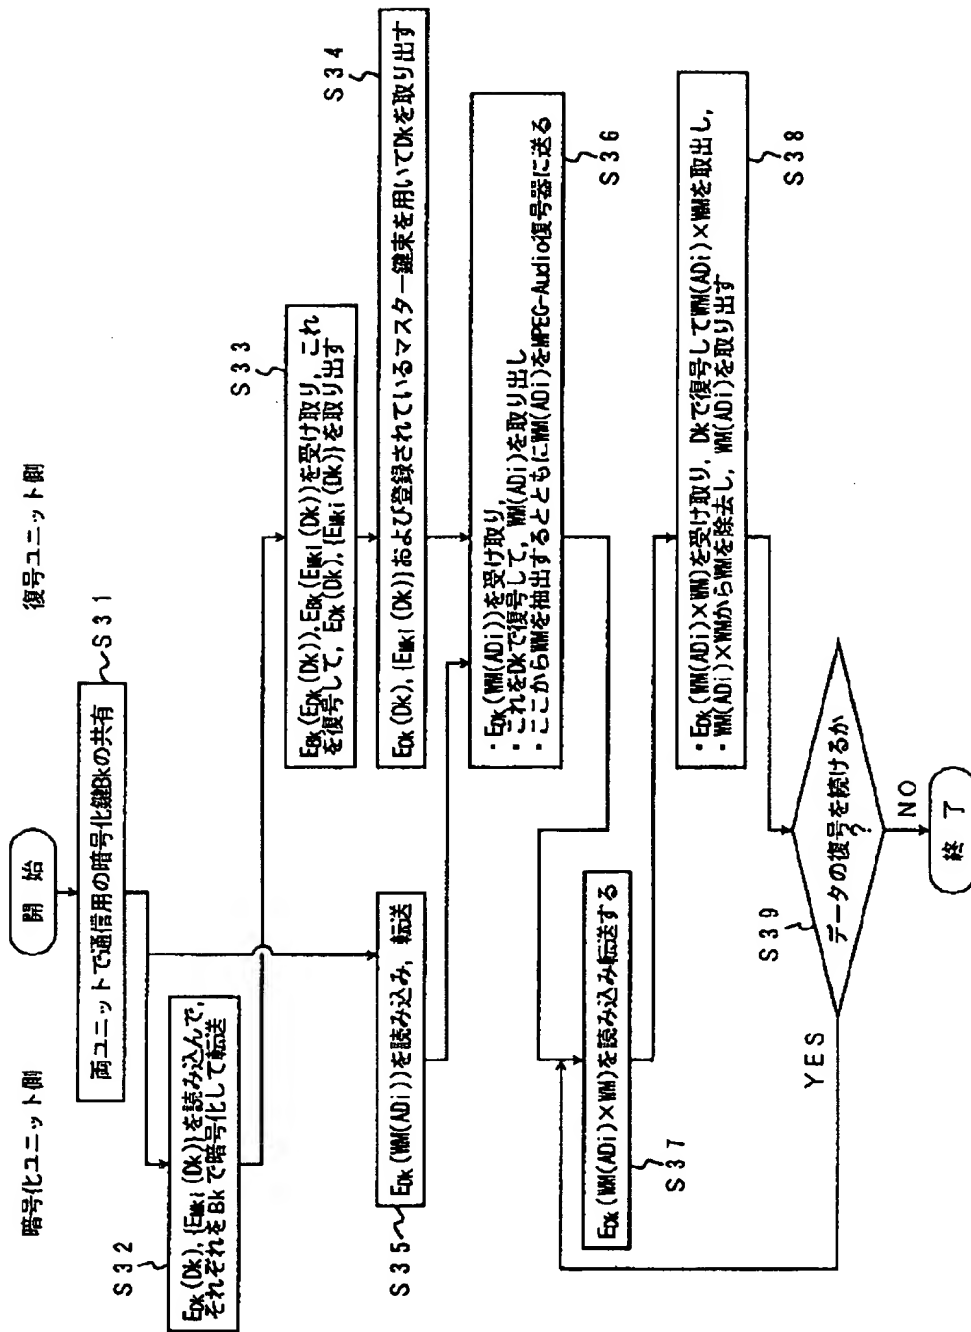 暗号化ユニット側
復号ユニット側
開 始
両ユニットで通信用の暗号化鍵Bkの共有
S31
EDk(Dk),{EMki(Dk)}を読み込んで,
それぞれを Bkで暗号化して転送
S32
EBk(EDk(Dk)),EBk(EMki(Dk))を受け取り, これ
を復号して, EDk(Dk),{EMki(Dk)}を取り出す
S33
EDk(Dk),{EMki(Dk)}および登録されているマスター鍵束を用いてDkを取り出す
S34
EDk(WM(ADi))を読み込み, 転送
S35
・EDk(WM(ADi))を受け取り,
・これをDkで復号して, WM(ADi)を取り出し
・ここからWMを抽出するとともにWM(ADi)をMPEG-Audio復号器に送る
S36
EDk(WM(ADi)×WM)を読み込み転送する
S37
・EDk(WM(ADi)×WM)を受け取り, Dkで復号してWM(ADi)×WMを取出し,
・WM(ADi)×WMからWMを除去し, WM(ADi)を取り出す
S38
データの復号を続けるか
?
S39
YES
NO
終 了